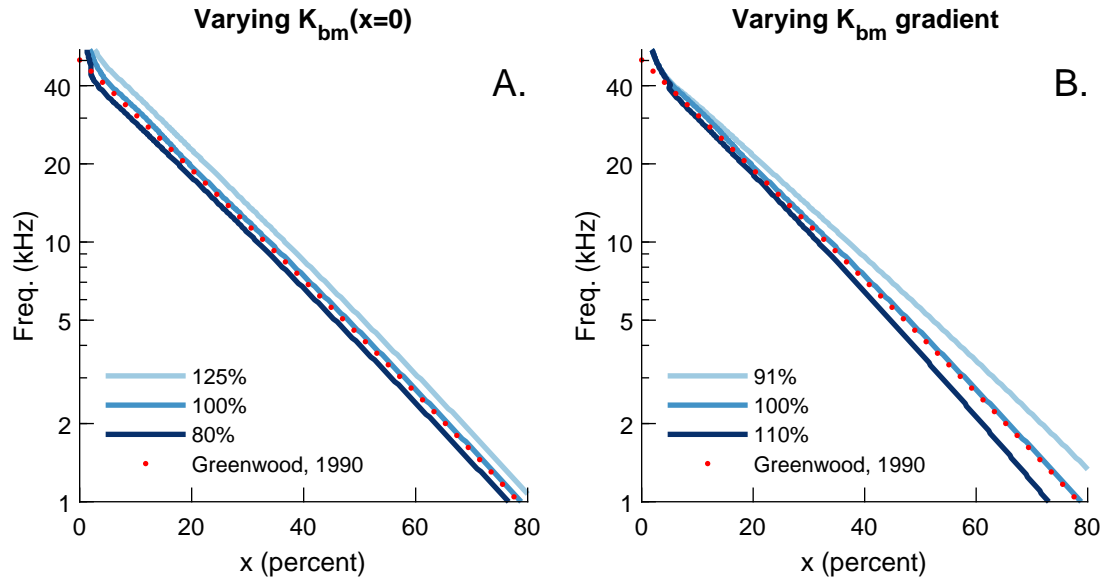 Varying K_bm(x=0)
A.
Freq. (kHz)
40
20
10
5
2
1
125%
100%
80%
Greenwood, 1990
0 20 40 60 80
x (percent)
Varying K_bm gradient
B.
Freq. (kHz)
40
20
10
5
2
1
91%
100%
110%
Greenwood, 1990
0 20 40 60 80
x (percent)